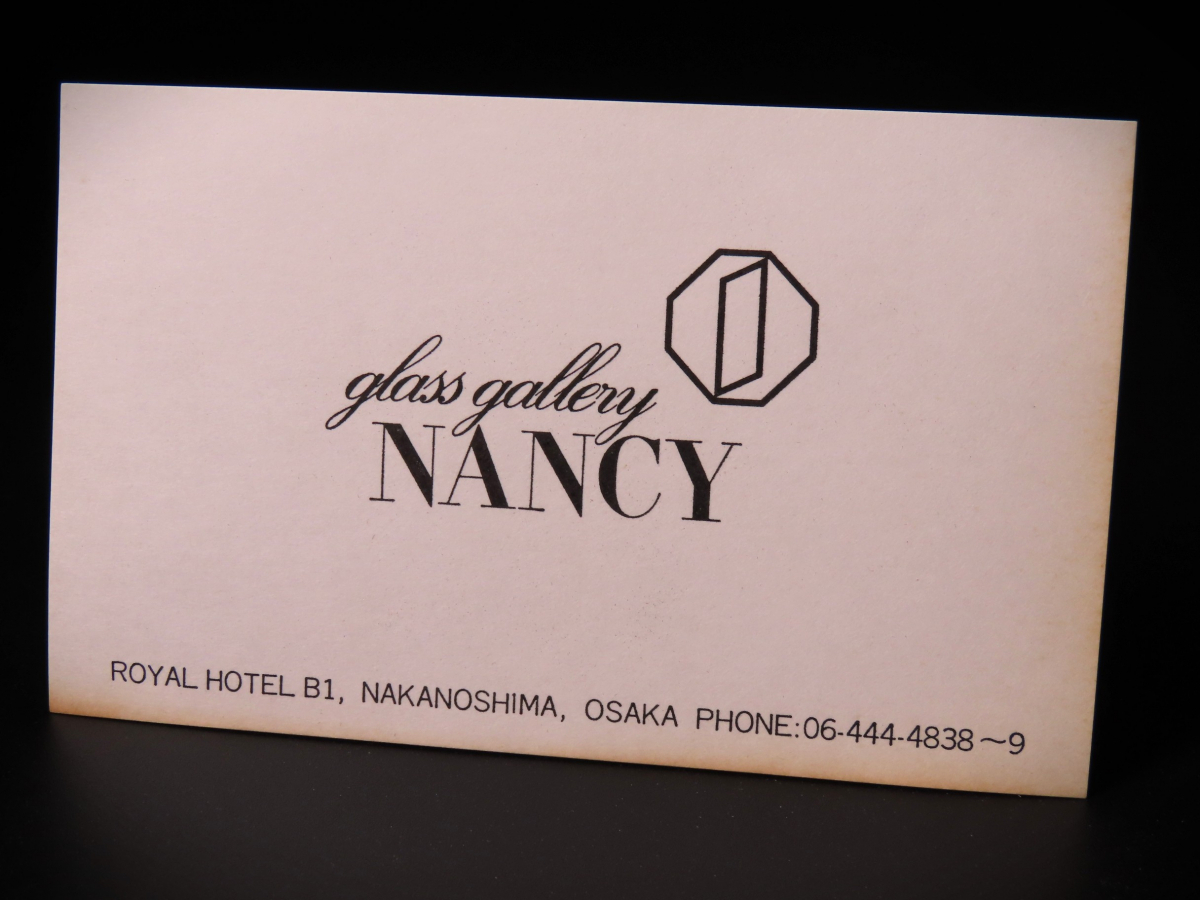 glass gallery
NANCY
ROYAL HOTEL B1, NAKANOSHIMA, OSAKA PHONE:06-444-4838～9